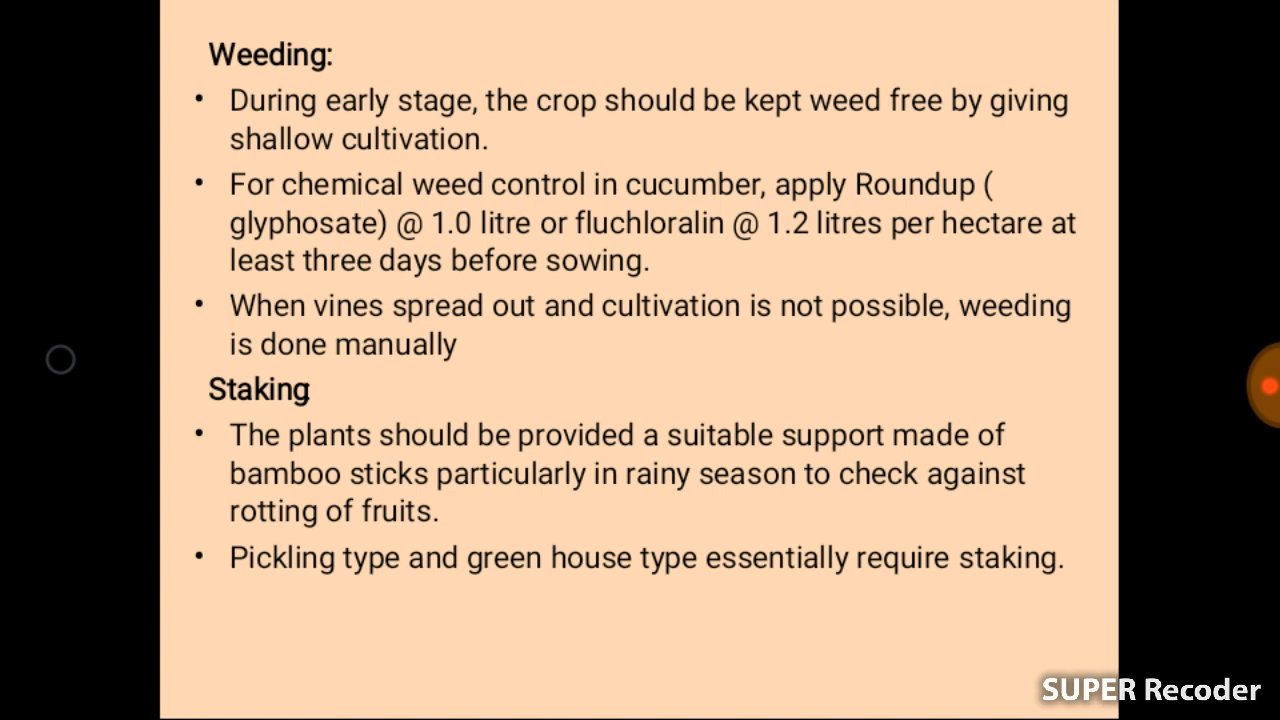 Weeding:
• During early stage, the crop should be kept weed free by giving
shallow cultivation.
• For chemical weed control in cucumber, apply Roundup (
glyphosate) @ 1.0 litre or fluchloralin @ 1.2 litres per hectare at
least three days before sowing.
• When vines spread out and cultivation is not possible, weeding
is done manually
Staking
• The plants should be provided a suitable support made of
bamboo sticks particularly in rainy season to check against
rotting of fruits.
• Pickling type and green house type essentially require staking.
SUPER Recoder